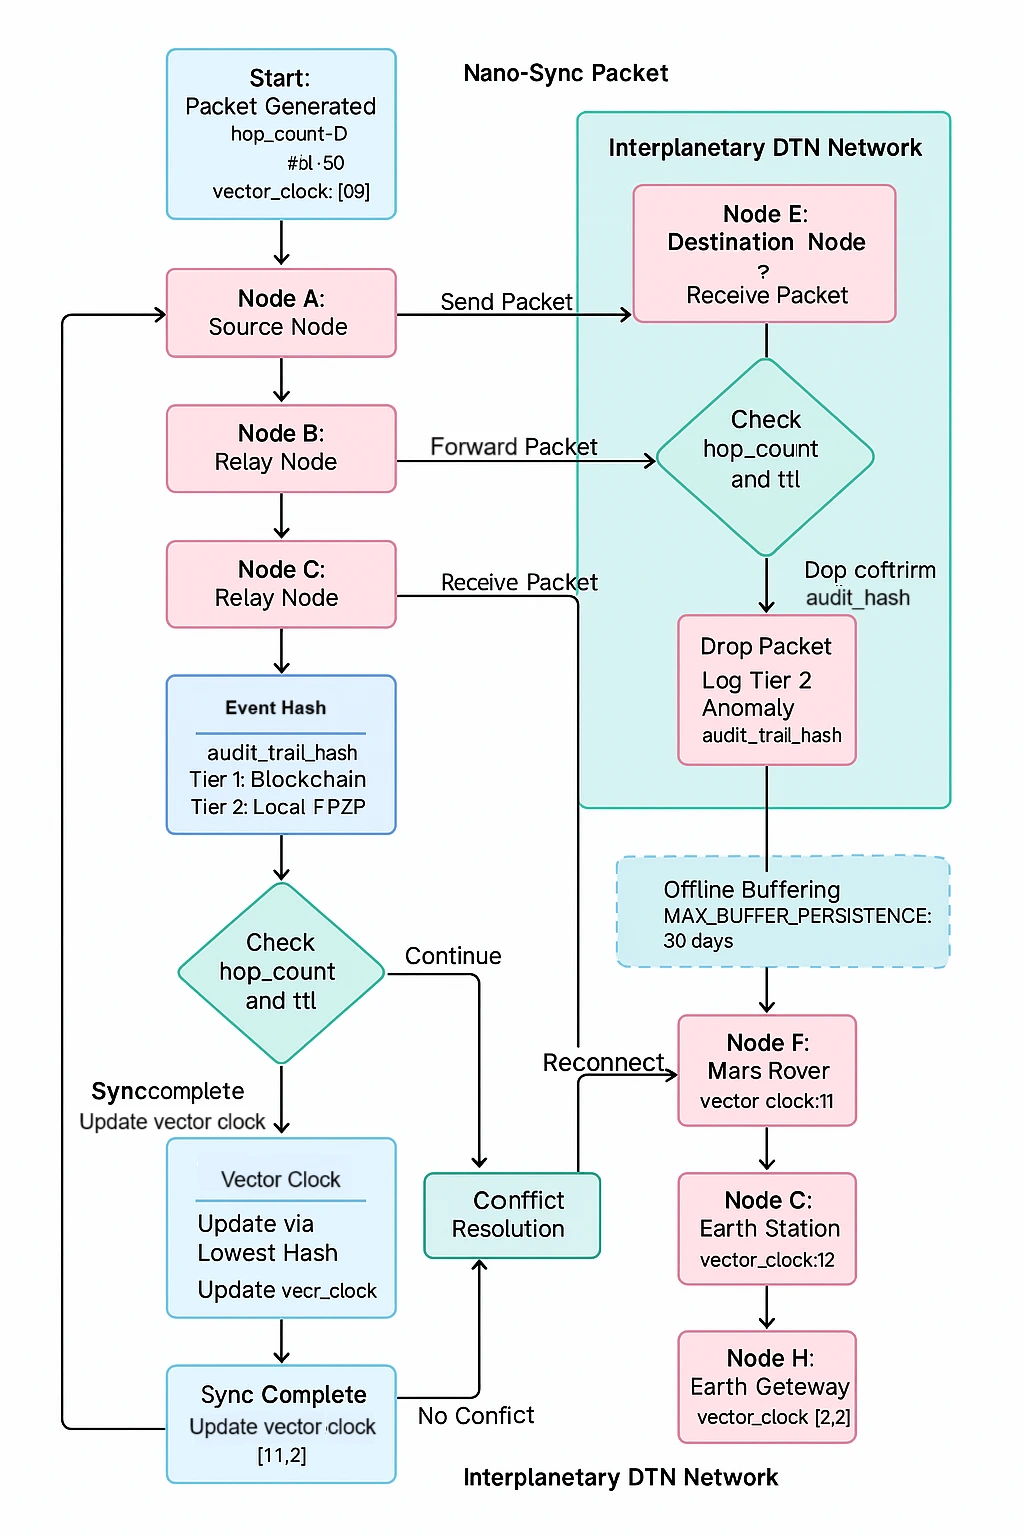 Nano-Sync Packet
Start:
Packet Generated
hop_count-D
#bl·50
vector_clock: [09]
Node A:
Source Node
Send Packet
Node B:
Relay Node
Forward Packet
Node C:
Relay Node
Receive Packet
Event Hash
audit_trail_hash
Tier 1: Blockchain
Tier 2: Local FPZP
Check
hop_count
and ttl
Continue
Synccomplete
Update vector clock
Vector Clock
Update via
Lowest Hash
Update vecr_clock
Sync Complete
Update vector clock
[11,2]
No Confict
Conffict
Resolution
Reconnect
Interplanetary DTN Network
Node E:
Destination Node
?
Receive Packet
Check
hop_count
and ttl
Dop coftrirm
audit_hash
Drop Packet
Log Tier 2
Anomaly
audit_trail_hash
Offline Buffering
MAX_BUFFER_PERSISTENCE:
30 days
Node F:
Mars Rover
vector clock:11
Node C:
Earth Station
vector_clock:12
Node H:
Earth Geteway
vector_clock [2,2]
Interplanetary DTN Network